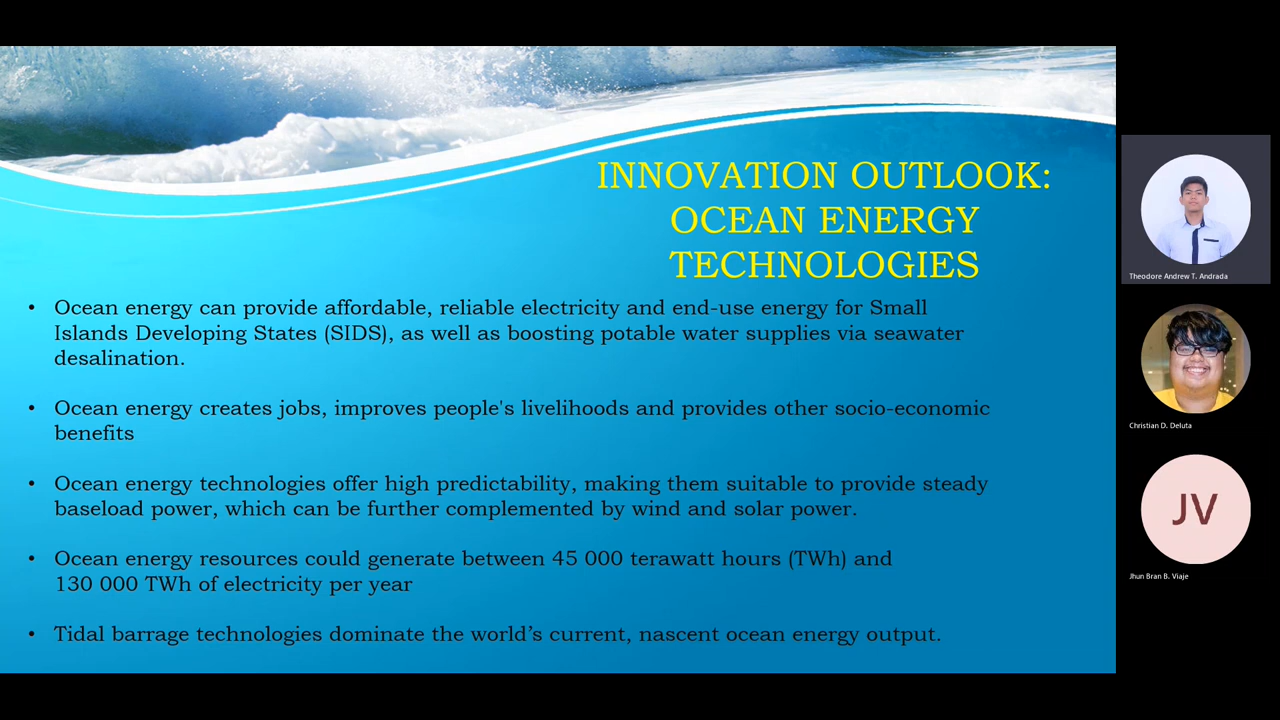 INNOVATION OUTLOOK:
OCEAN ENERGY
TECHNOLOGIES
• Ocean energy can provide affordable, reliable electricity and end-use energy for Small
Islands Developing States (SIDS), as well as boosting potable water supplies via seawater
desalination.
• Ocean energy creates jobs, improves people's livelihoods and provides other socio-economic
benefits
• Ocean energy technologies offer high predictability, making them suitable to provide steady
baseload power, which can be further complemented by wind and solar power.
• Ocean energy resources could generate between 45 000 terawatt hours (TWh) and
130 000 TWh of electricity per year
• Tidal barrage technologies dominate the world’s current, nascent ocean energy output.
Theodore Andrew T. Andrada
Christian D. Deluta
JV
Jhun Bran B. Viaje